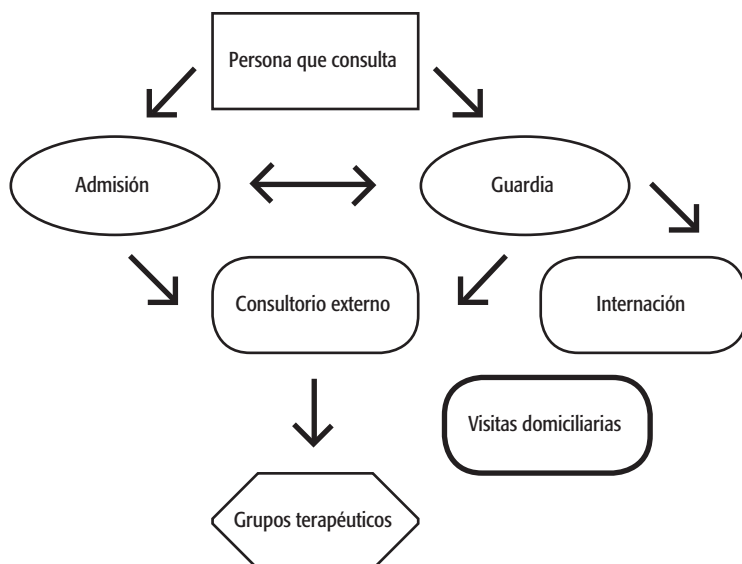 Persona que consulta
Admisión
Guardia
Consultorio externo
Internación
Visitas domiciliarias
Grupos terapéuticos